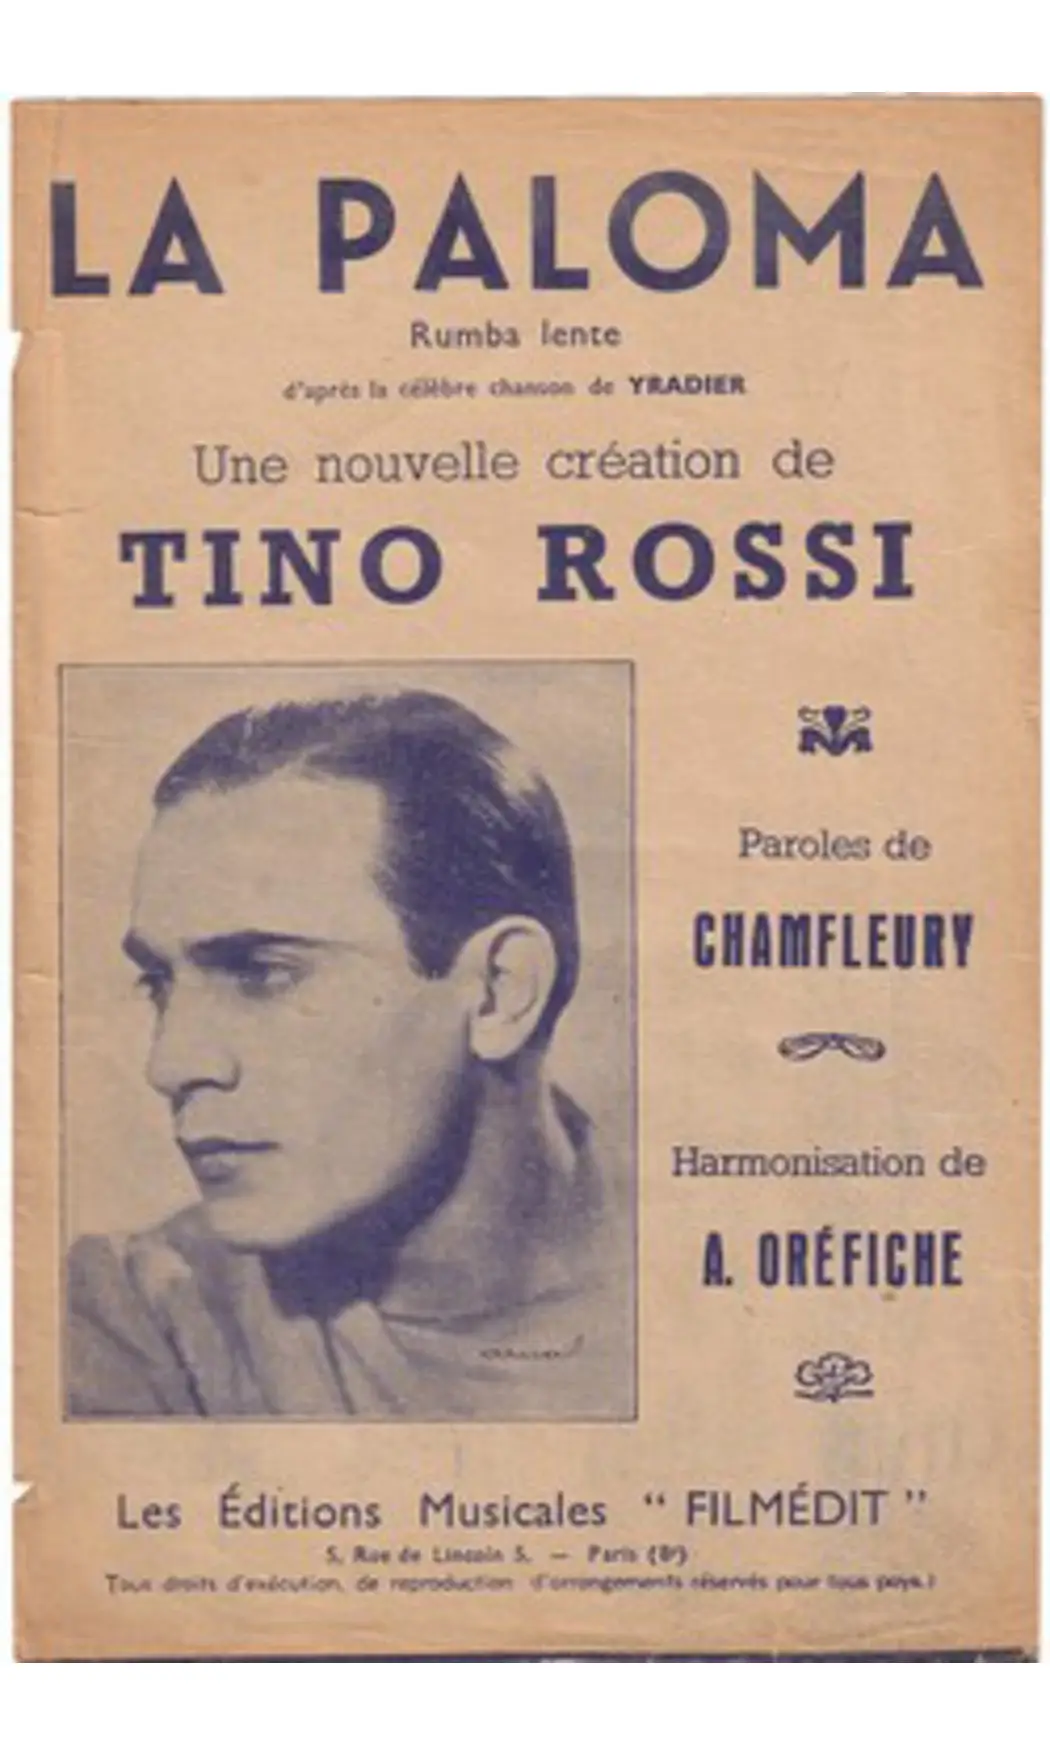 LA PALOMA
Rumba lente
d'après la célèbre chanson de YRADIER
Une nouvelle création de
TINO ROSSI
Paroles de
CHAMFLEURY
Harmonisation de
A. ORÉFICHE
Les Éditions Musicales “ FILMÉDIT ”
5, Rue de Lincoln 5. — Paris (8e)
Tous droits d'exécution, de reproduction d'arrangements réservés pour tous pays.